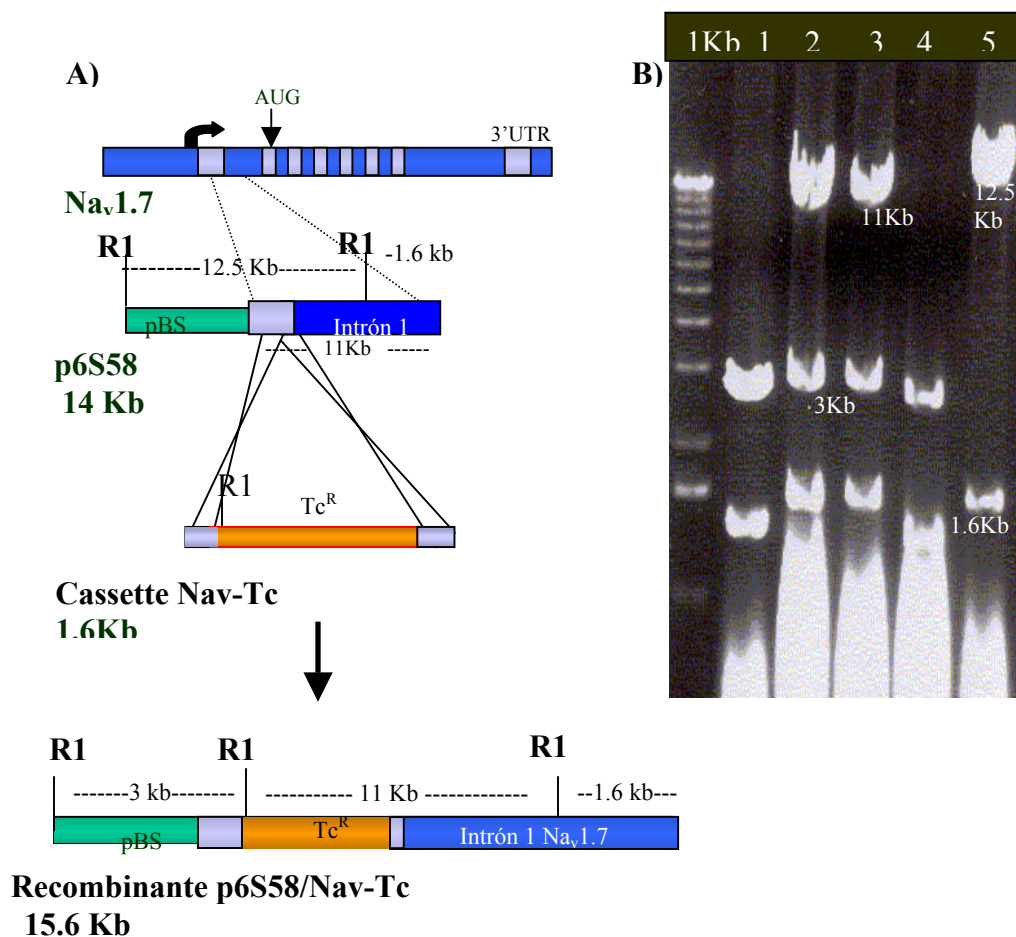 A)
AUG
3'UTR
Nav1.7
R1
R1
12.5 Kb
-1.6 kb
pBS
Intrón 1
11Kb
p6S58
14 Kb
R1
TcR
Cassette Nav-Tc
1.6Kb
R1
R1
R1
-------3 kb------
--------11 Kb--------
--1.6 kb---
pBS
TcR
Intrón 1 Nav1.7
Recombinante p6S58/Nav-Tc
15.6 Kb
B)
1Kb 1 2 3 4 5
11Kb
12.5
Kb
3Kb
1.6Kb